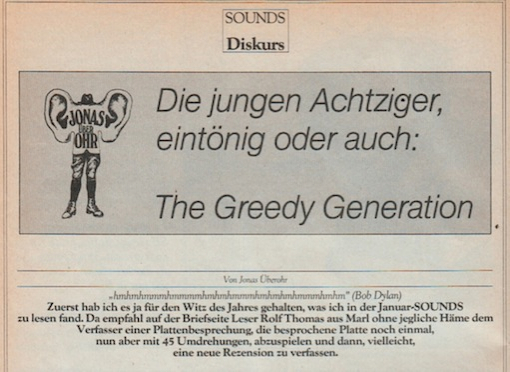 SOUNDS
Diskurs
JONAS
ÜBER
OHR
Die jungen Achtziger,
eintönig oder auch:
The Greedy Generation
Von Jonas Überohr
(Bob Dylan)
Zuerst hab ich es ja für den Witz des Jahres gehalten, was ich in der Januar-SOUNDS
zu lesen fand. Da empfahl auf der Briefseite Leser Rolf Thomas aus Marl ohne jegliche Häme dem
Verfasser einer Plattenbesprechung, die besprochene Platte noch einmal,
nun aber mit 45 Umdrehungen, abzuspielen und dann, vielleicht,
eine neue Rezension zu verfassen.